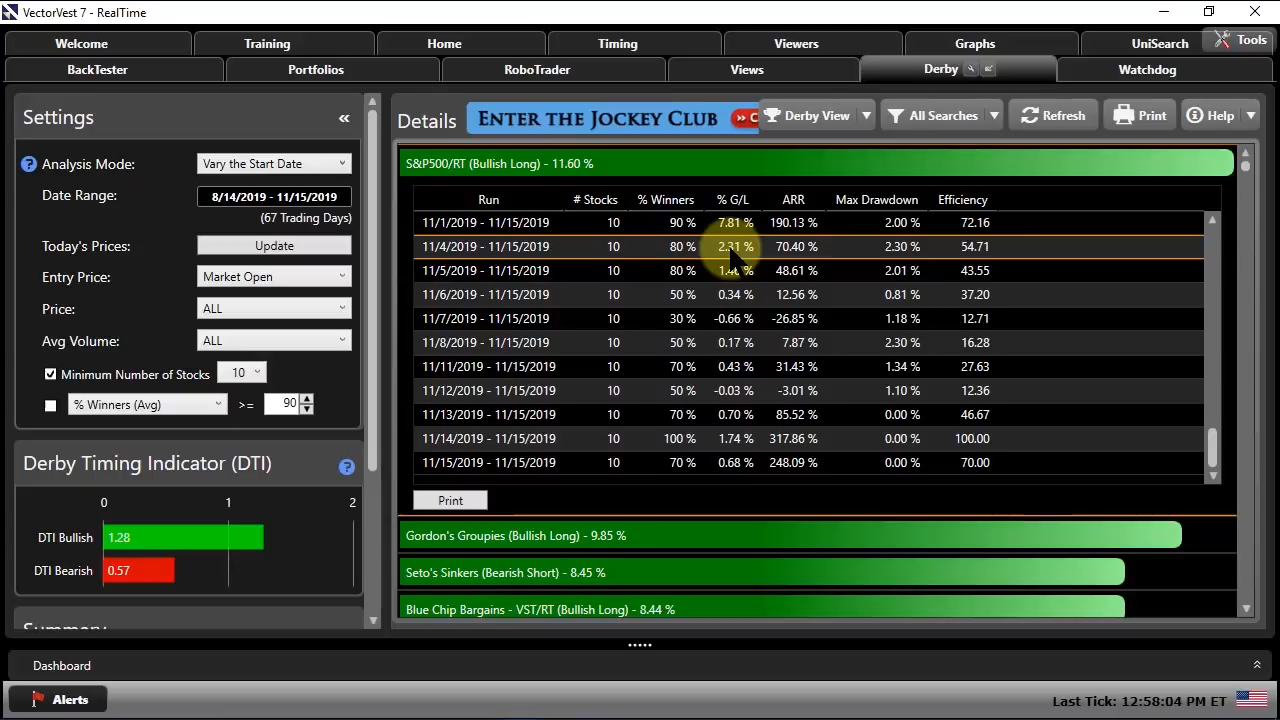 VectorVest 7 - RealTime
Welcome Training Home Timing Viewers Graphs UniSearch Tools
BackTester Portfolios RoboTrader Views Derby Watchdog
Settings «
? Analysis Mode: Vary the Start Date
Date Range: 8/14/2019 - 11/15/2019
(67 Trading Days)
Today's Prices: Update
Entry Price: Market Open
Price: ALL
Avg Volume: ALL
Minimum Number of Stocks 10
% Winners (Avg) >= 90
Derby Timing Indicator (DTI) ?
0 1 2
DTI Bullish 1.28
DTI Bearish 0.57
Summary
Details Enter the Jockey Club » Derby View All Searches Refresh Print Help
S&P500/RT (Bullish Long) - 11.60 %
Run # Stocks % Winners % G/L ARR Max Drawdown Efficiency
11/1/2019 - 11/15/2019 10 90 % 7.81 % 190.13 % 2.00 % 72.16
11/4/2019 - 11/15/2019 10 80 % 2.31 % 70.40 % 2.30 % 54.71
11/5/2019 - 11/15/2019 10 80 % % 48.61 % 2.01 % 43.55
11/6/2019 - 11/15/2019 10 50 % 0.34 % 12.56 % 0.81 % 37.20
11/7/2019 - 11/15/2019 10 30 % -0.66 % -26.85 % 1.18 % 12.71
11/8/2019 - 11/15/2019 10 50 % 0.17 % 7.87 % 2.30 % 16.28
11/11/2019 - 11/15/2019 10 70 % 0.43 % 31.43 % 1.34 % 27.63
11/12/2019 - 11/15/2019 10 50 % -0.03 % -3.01 % 1.10 % 12.36
11/13/2019 - 11/15/2019 10 70 % 0.70 % 85.52 % 0.00 % 46.67
11/14/2019 - 11/15/2019 10 100 % 1.74 % 317.86 % 0.00 % 100.00
11/15/2019 - 11/15/2019 10 70 % 0.68 % 248.09 % 0.00 % 70.00
Print
Gordon's Groupies (Bullish Long) - 9.85 %
Seto's Sinkers (Bearish Short) - 8.45 %
Blue Chip Bargains - VST/RT (Bullish Long) - 8.44 %
Dashboard
Alerts
Last Tick: 12:58:04 PM ET